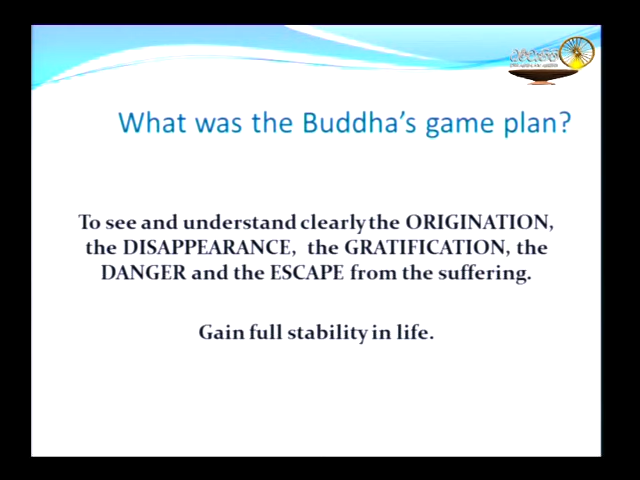 What was the Buddha's game plan?
To see and understand clearly the ORIGINATION,
the DISAPPEARANCE, the GRATIFICATION, the
DANGER and the ESCAPE from the suffering.
Gain full stability in life.